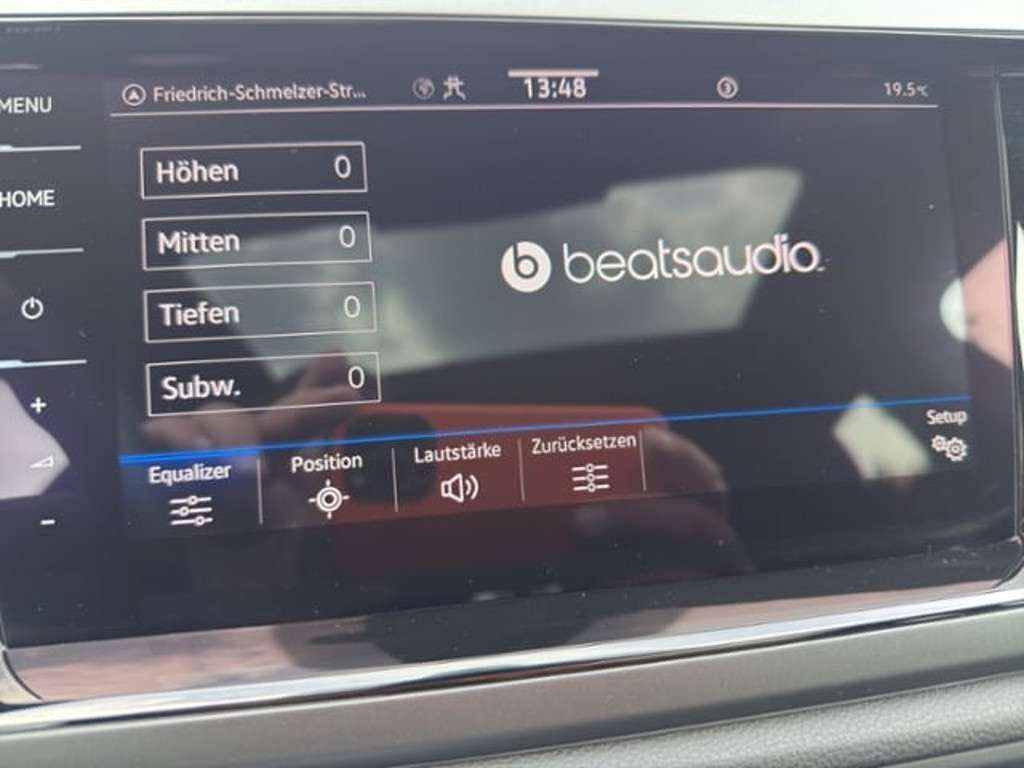 MENU
Friedrich-Schmelzer-Str...
13:48
19.5°C
HOME
Höhen 0
Mitten 0
Tiefen 0
Subw. 0
b beatsaudio
+
-
Equalizer
Position
Lautstärke
Zurücksetzen
Setup